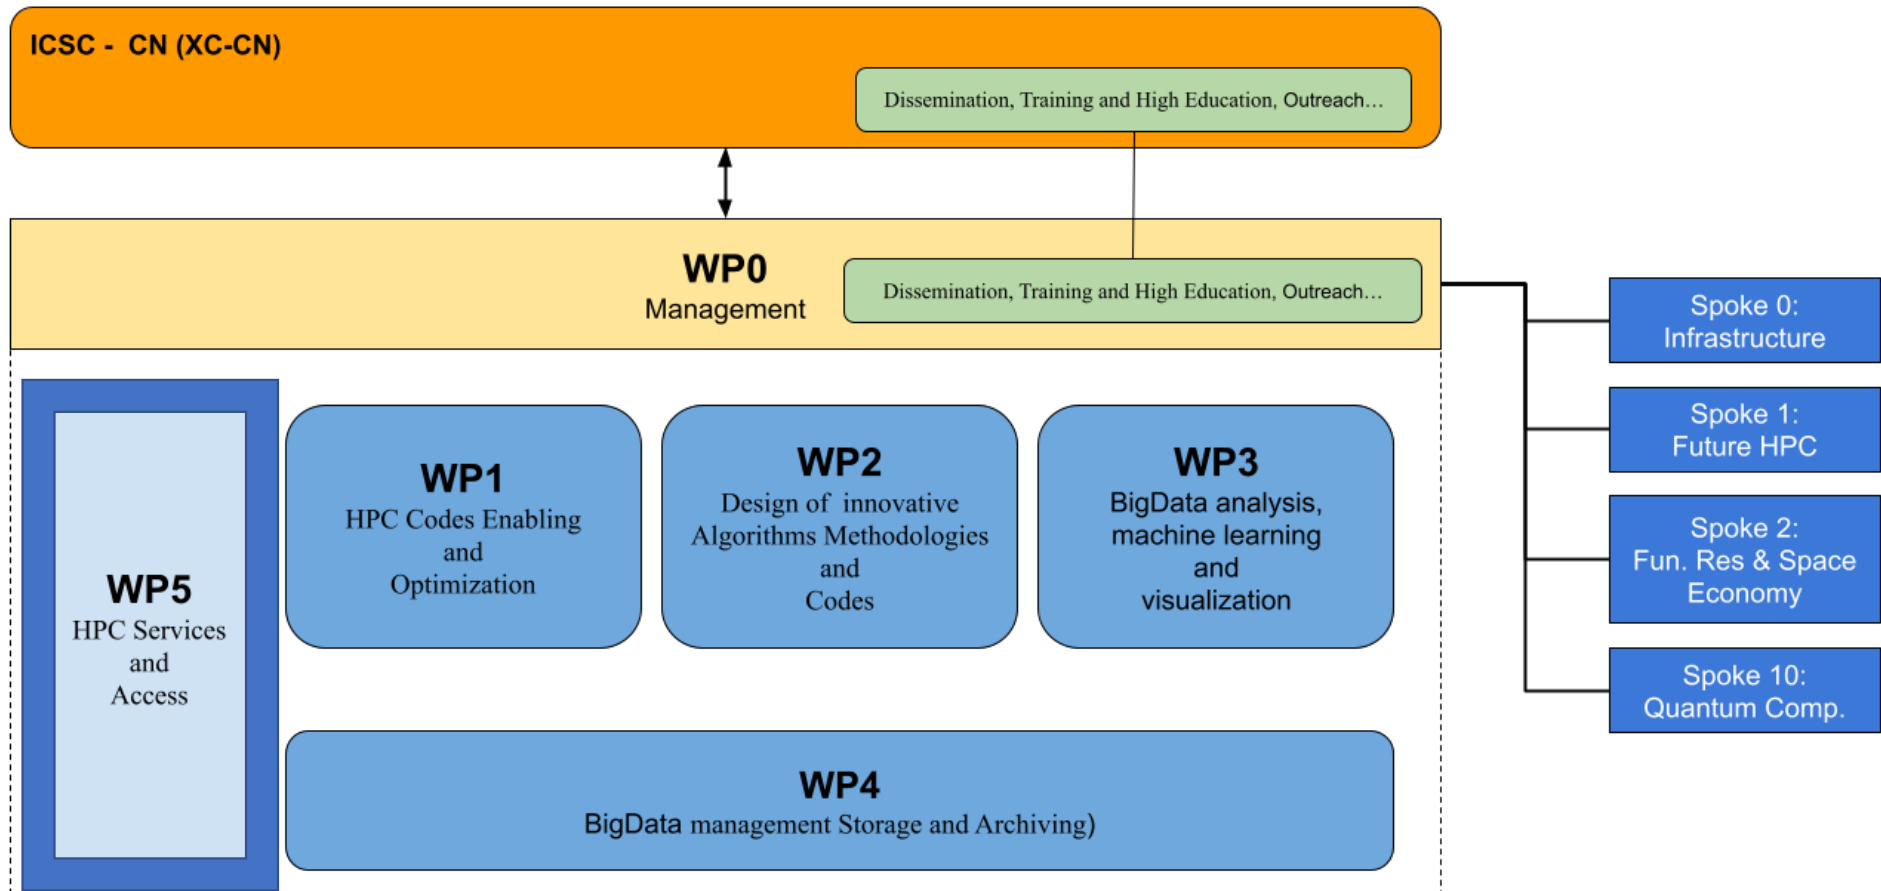 ICSC -  CN (XC-CN)
Dissemination, Training and High Education, Outreach…
WP0
Management
Dissemination, Training and High Education, Outreach…
Spoke 0:
Infrastructure
Spoke 1:
Future HPC
Spoke 2:
Fun. Res & Space
Economy
Spoke 10:
Quantum Comp.
WP5
HPC Services
and
Access
WP1
HPC Codes Enabling
and
Optimization
WP2
Design of  innovative
Algorithms Methodologies
and
Codes
WP3
BigData analysis,
machine learning
and
visualization
WP4
BigData management Storage and Archiving)